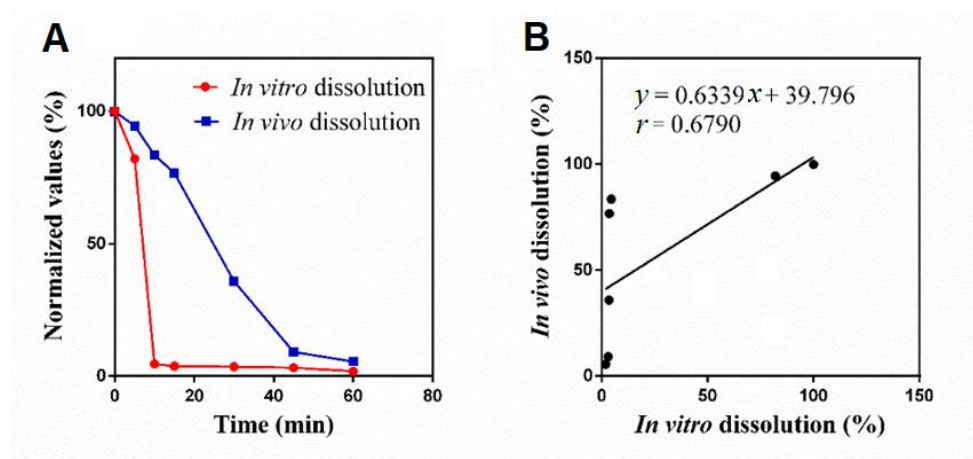 A
B
In vitro dissolution
In vivo dissolution
Normalized values (%)
100
50
0
0 20 40 60 80
Time (min)
y = 0.6339x + 39.796
r = 0.6790
In vivo dissolution (%)
150
100
50
0
0 50 100 150
In vitro dissolution (%)